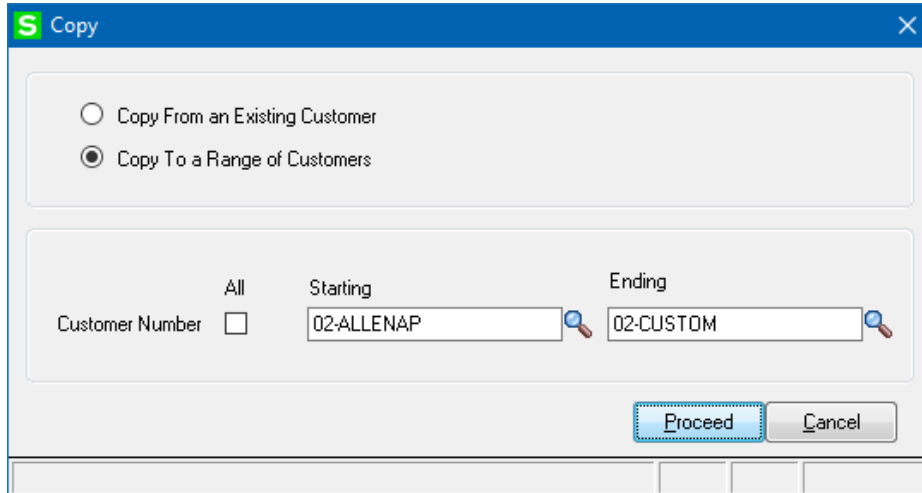 S Copy
Copy From an Existing Customer
Copy To a Range of Customers
All Starting Ending
Customer Number 02-ALLENAP 02-CUSTOM
Proceed Cancel